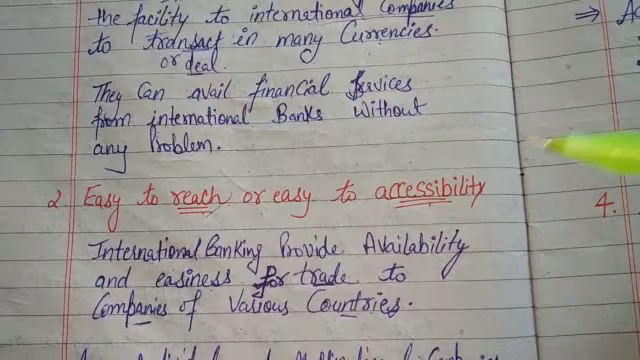 the facility to international Companies
to transact in many Currencies.
or deal.
They Can avail financial Sevices
from international Banks Without
any Problem.
2 Easy to reach or easy to accessibility
International Banking Provide Availability
and easiness for trade to
Companies of Various Countries.
4.